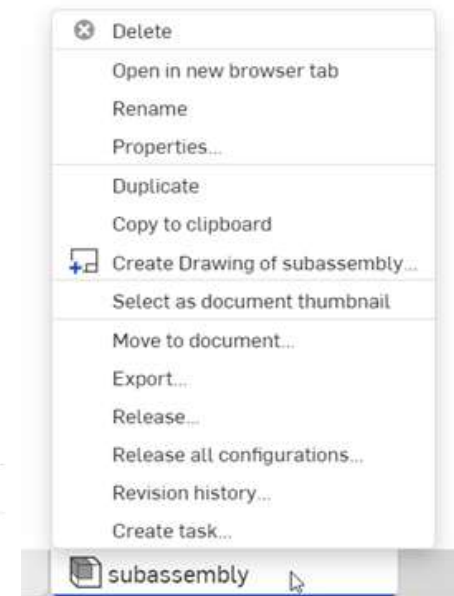 Delete
Open in new browser tab
Rename
Properties...
Duplicate
Copy to clipboard
Create Drawing of subassembly...
Select as document thumbnail
Move to document...
Export...
Release...
Release all configurations...
Revision history...
Create task...
subassembly